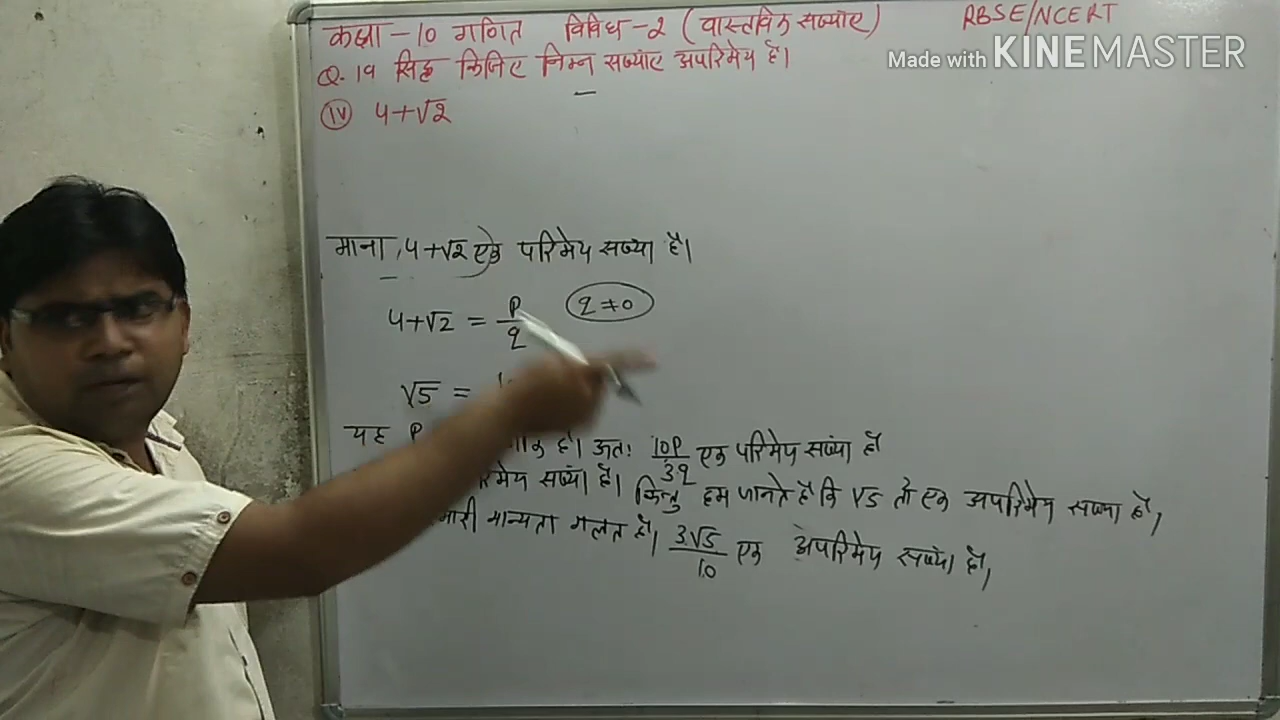 कक्षा -10 गणित विविध -2 (वास्तविक संख्याए) RBSE/NCERT
Made with KINEMASTER
Q. 19 सिद्ध किजिए निम्न संख्याए अपरिमेय है।
(iv) 4+√2
माना, 4+√2 एक परिमेय संख्या है।
4+√2 = P/q q ≠ 0
√5 =
यह P है। अतः 10P/3q एक परिमेय संख्या है
संख्या है। किन्तु हम जानते है कि √5 तो एक अपरिमेय संख्या है,
मान्यता गलत है, 3√5/10 एक अपरिमेय संख्या है,